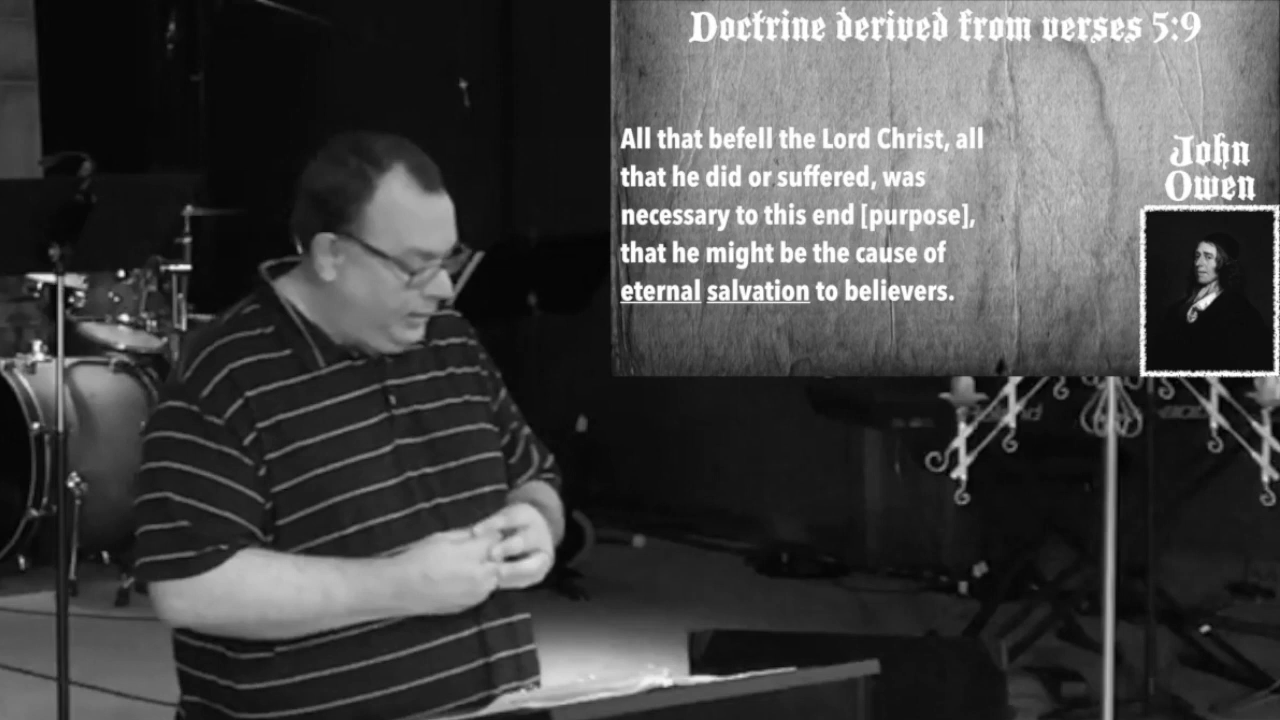 Doctrine derived from verses 5:9
All that befell the Lord Christ, all
that he did or suffered, was
necessary to this end [purpose],
that he might be the cause of
eternal salvation to believers.
John
Owen
Roland